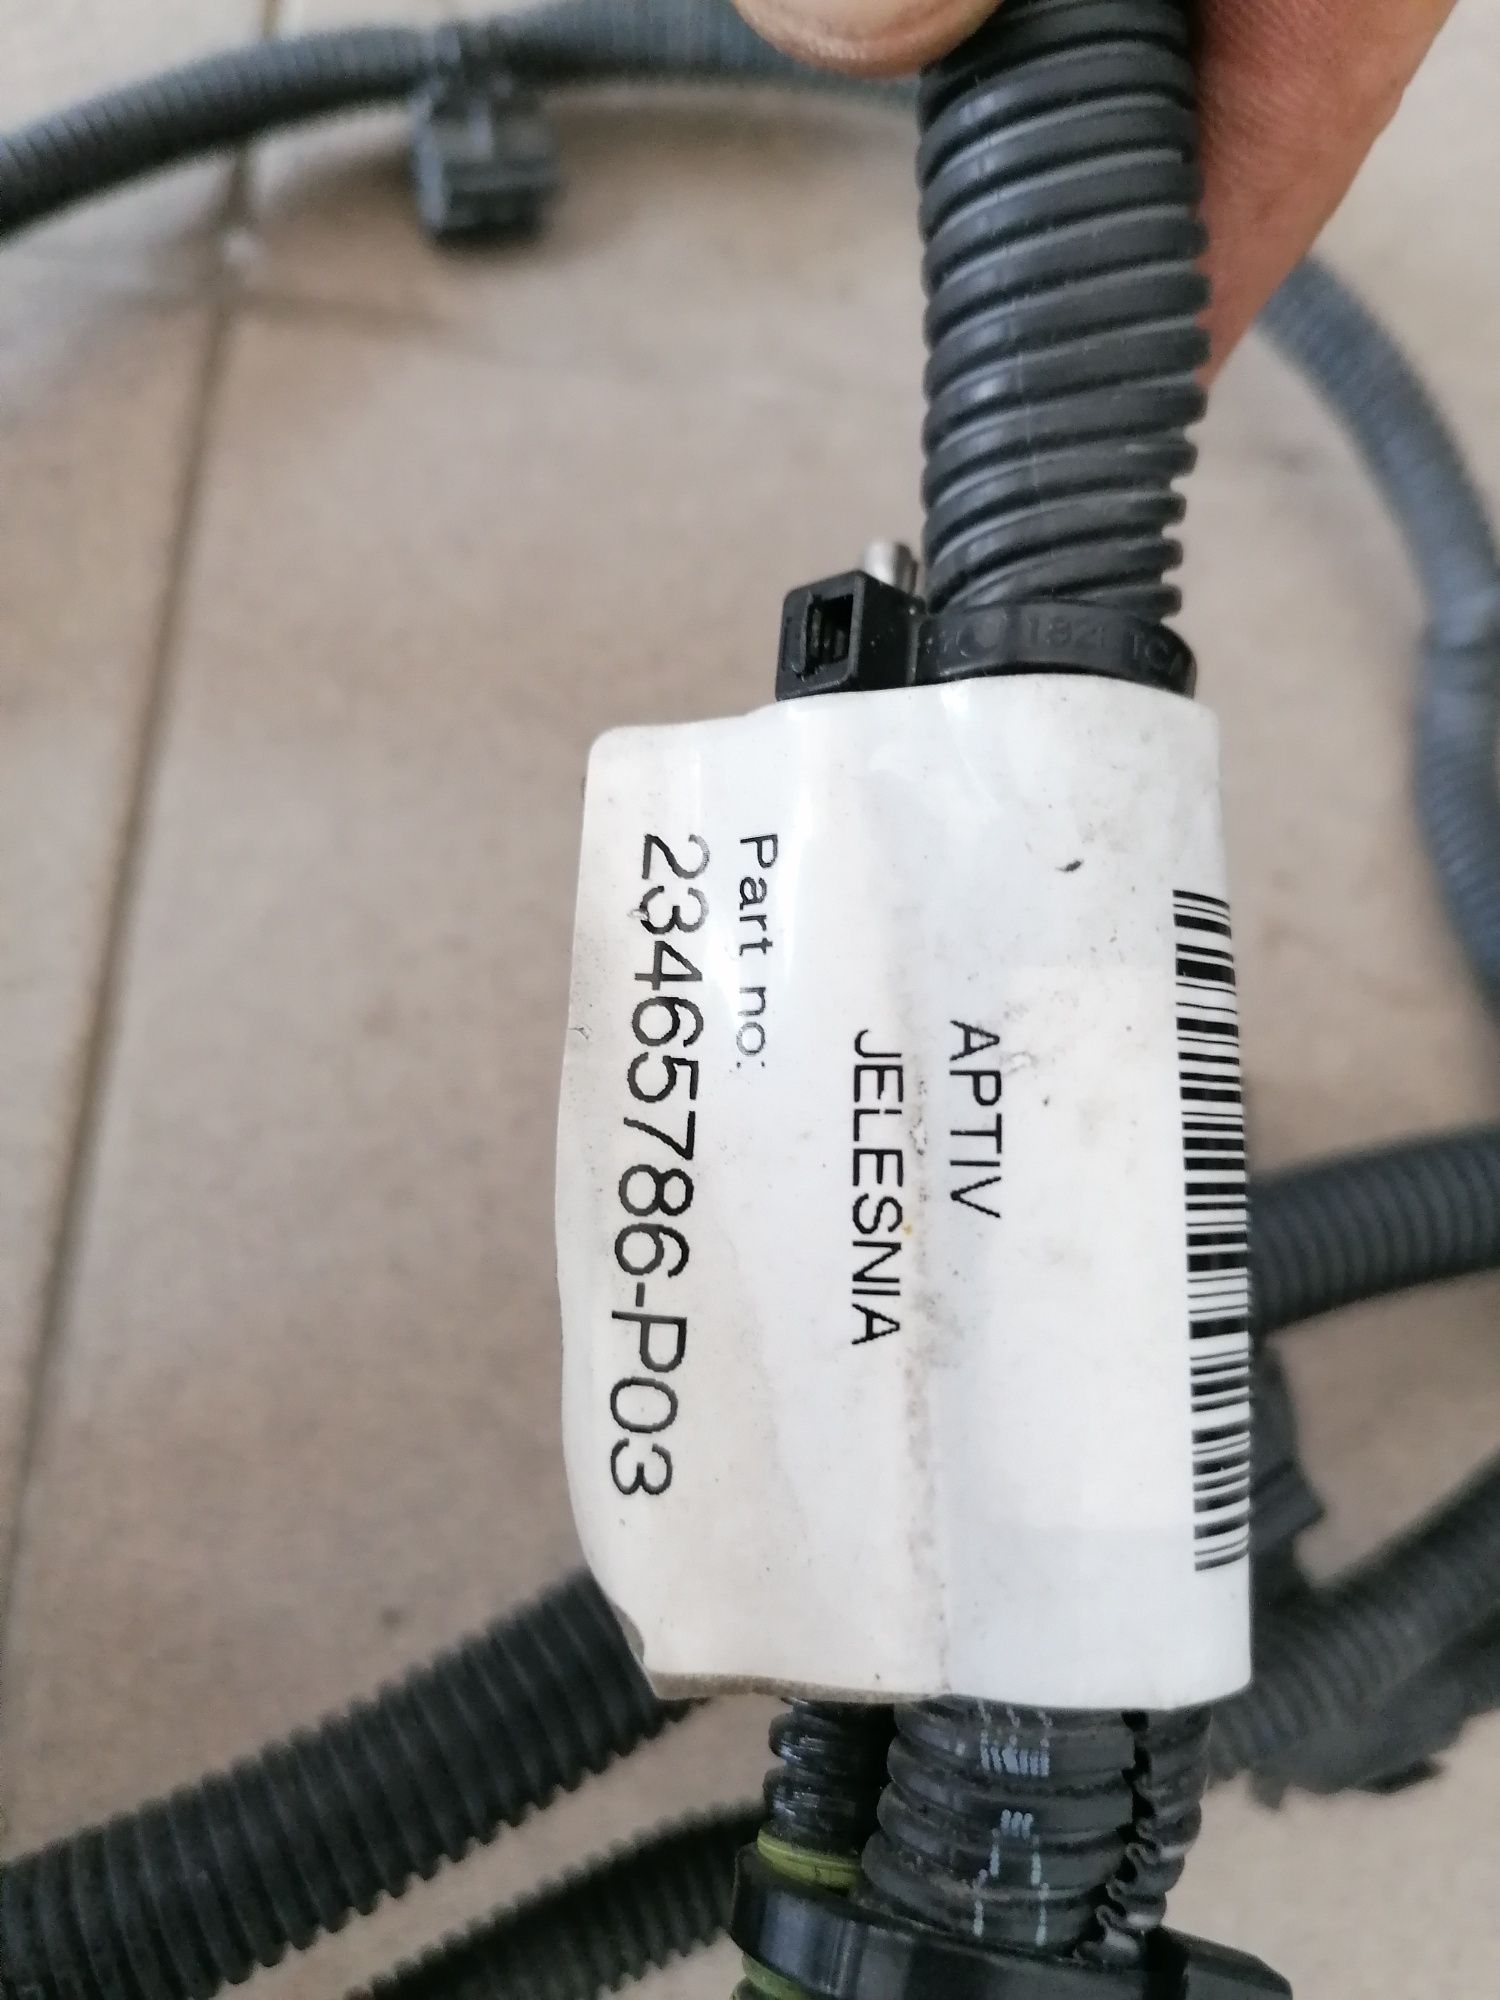 APTIV
JELESNIA
Part no:
23465786-P03